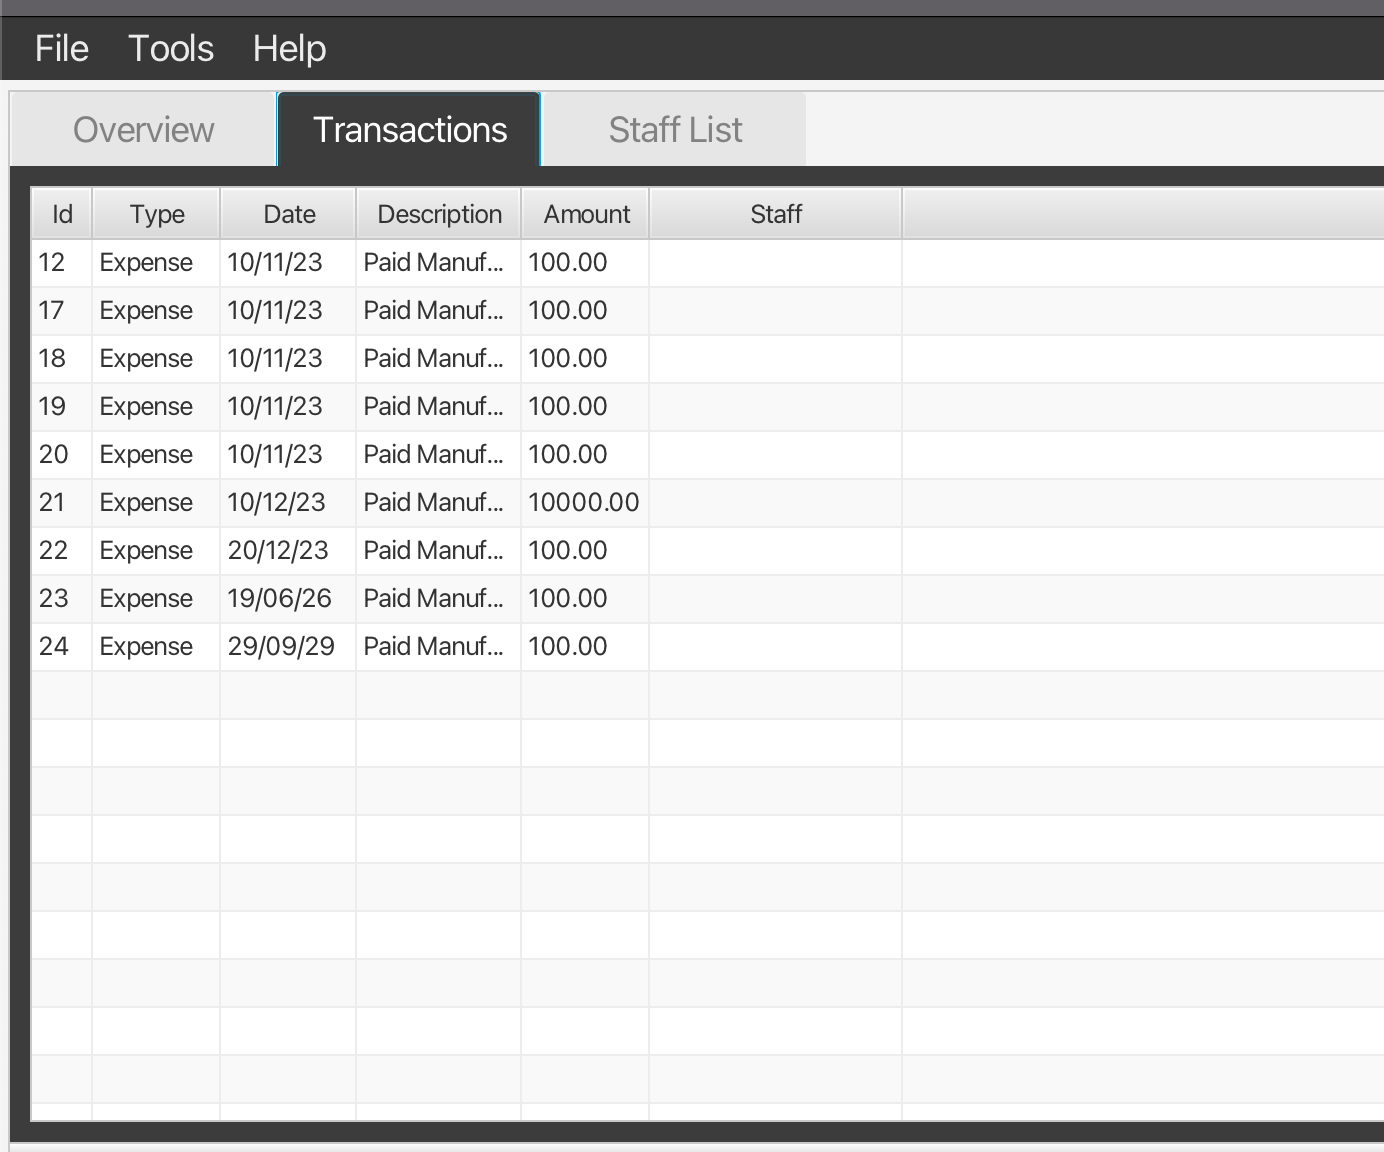 File Tools Help
Overview Transactions Staff List
Id Type Date Description Amount Staff
12 Expense 10/11/23 Paid Manuf... 100.00
17 Expense 10/11/23 Paid Manuf... 100.00
18 Expense 10/11/23 Paid Manuf... 100.00
19 Expense 10/11/23 Paid Manuf... 100.00
20 Expense 10/11/23 Paid Manuf... 100.00
21 Expense 10/12/23 Paid Manuf... 10000.00
22 Expense 20/12/23 Paid Manuf... 100.00
23 Expense 19/06/26 Paid Manuf... 100.00
24 Expense 29/09/29 Paid Manuf... 100.00